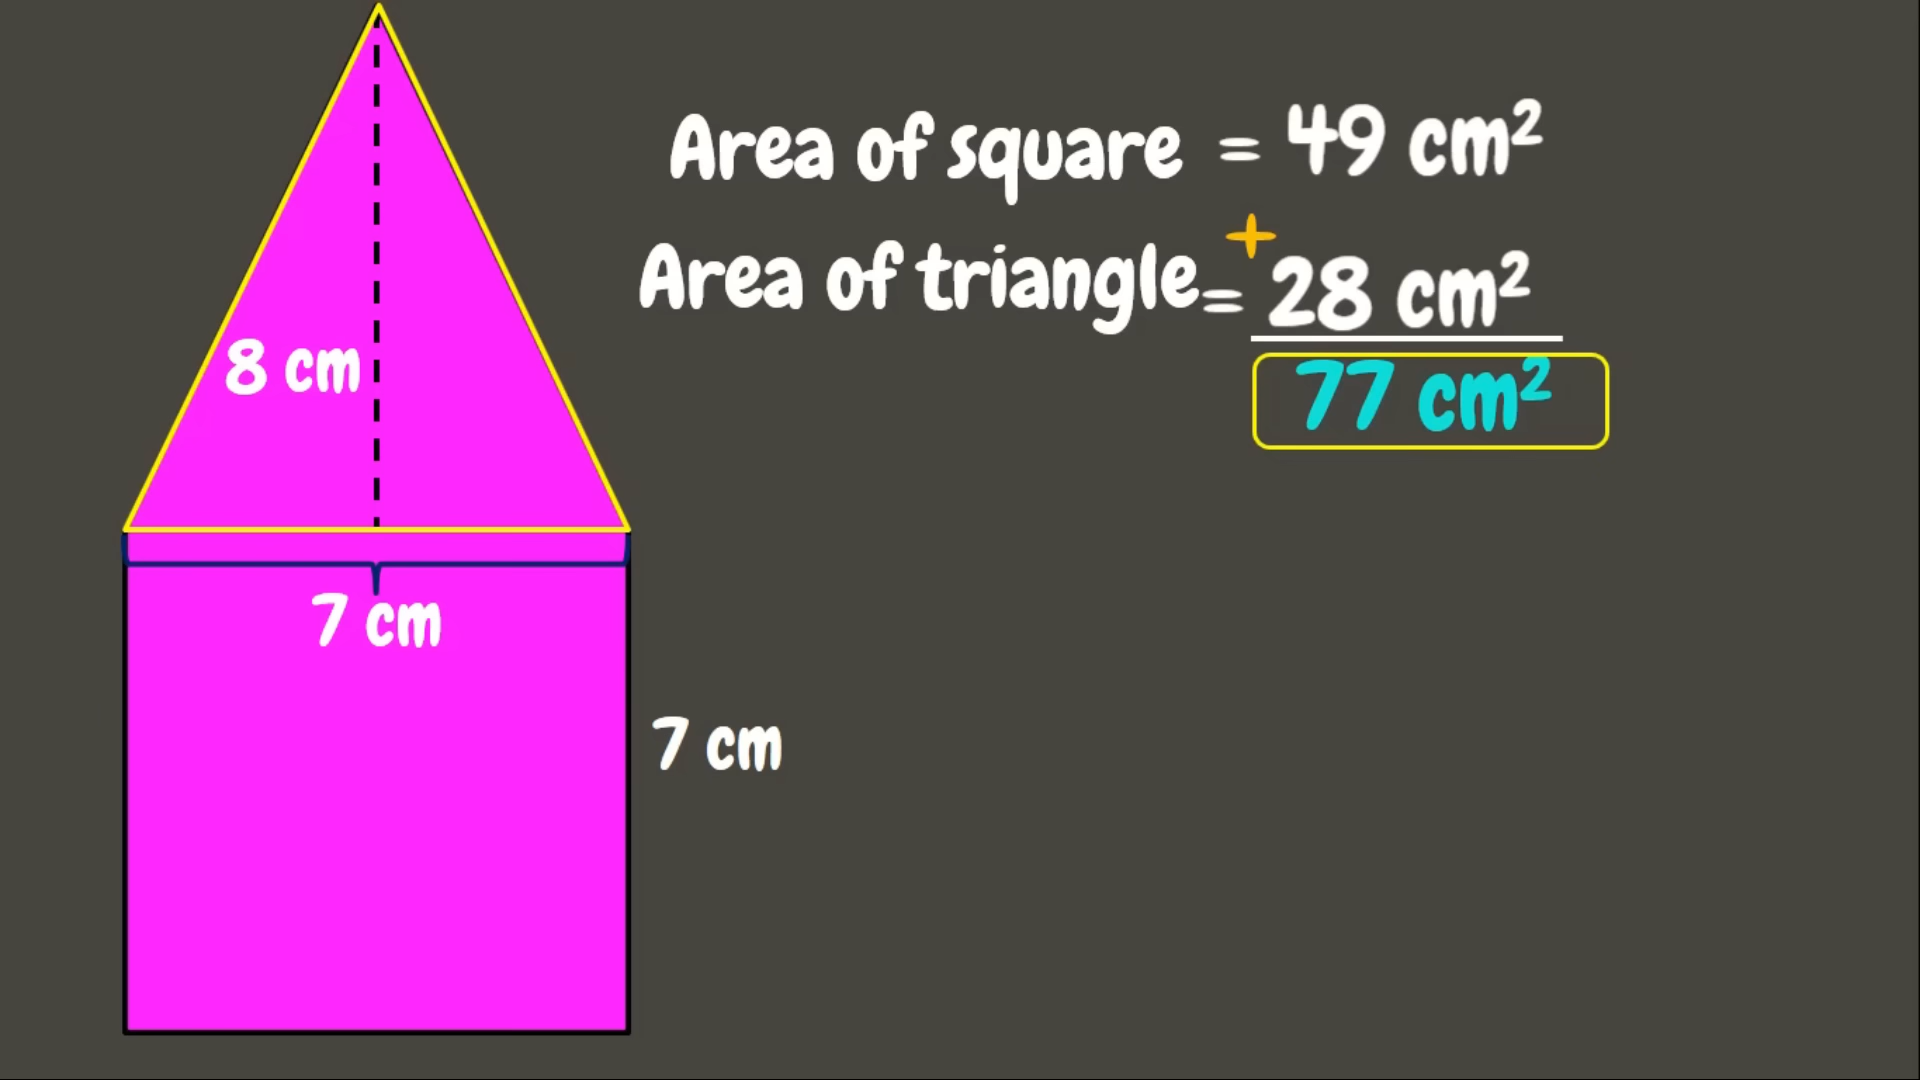 Area of square = 49 cm²
+
Area of triangle = 28 cm²
77 cm²
8 cm
7 cm
7 cm